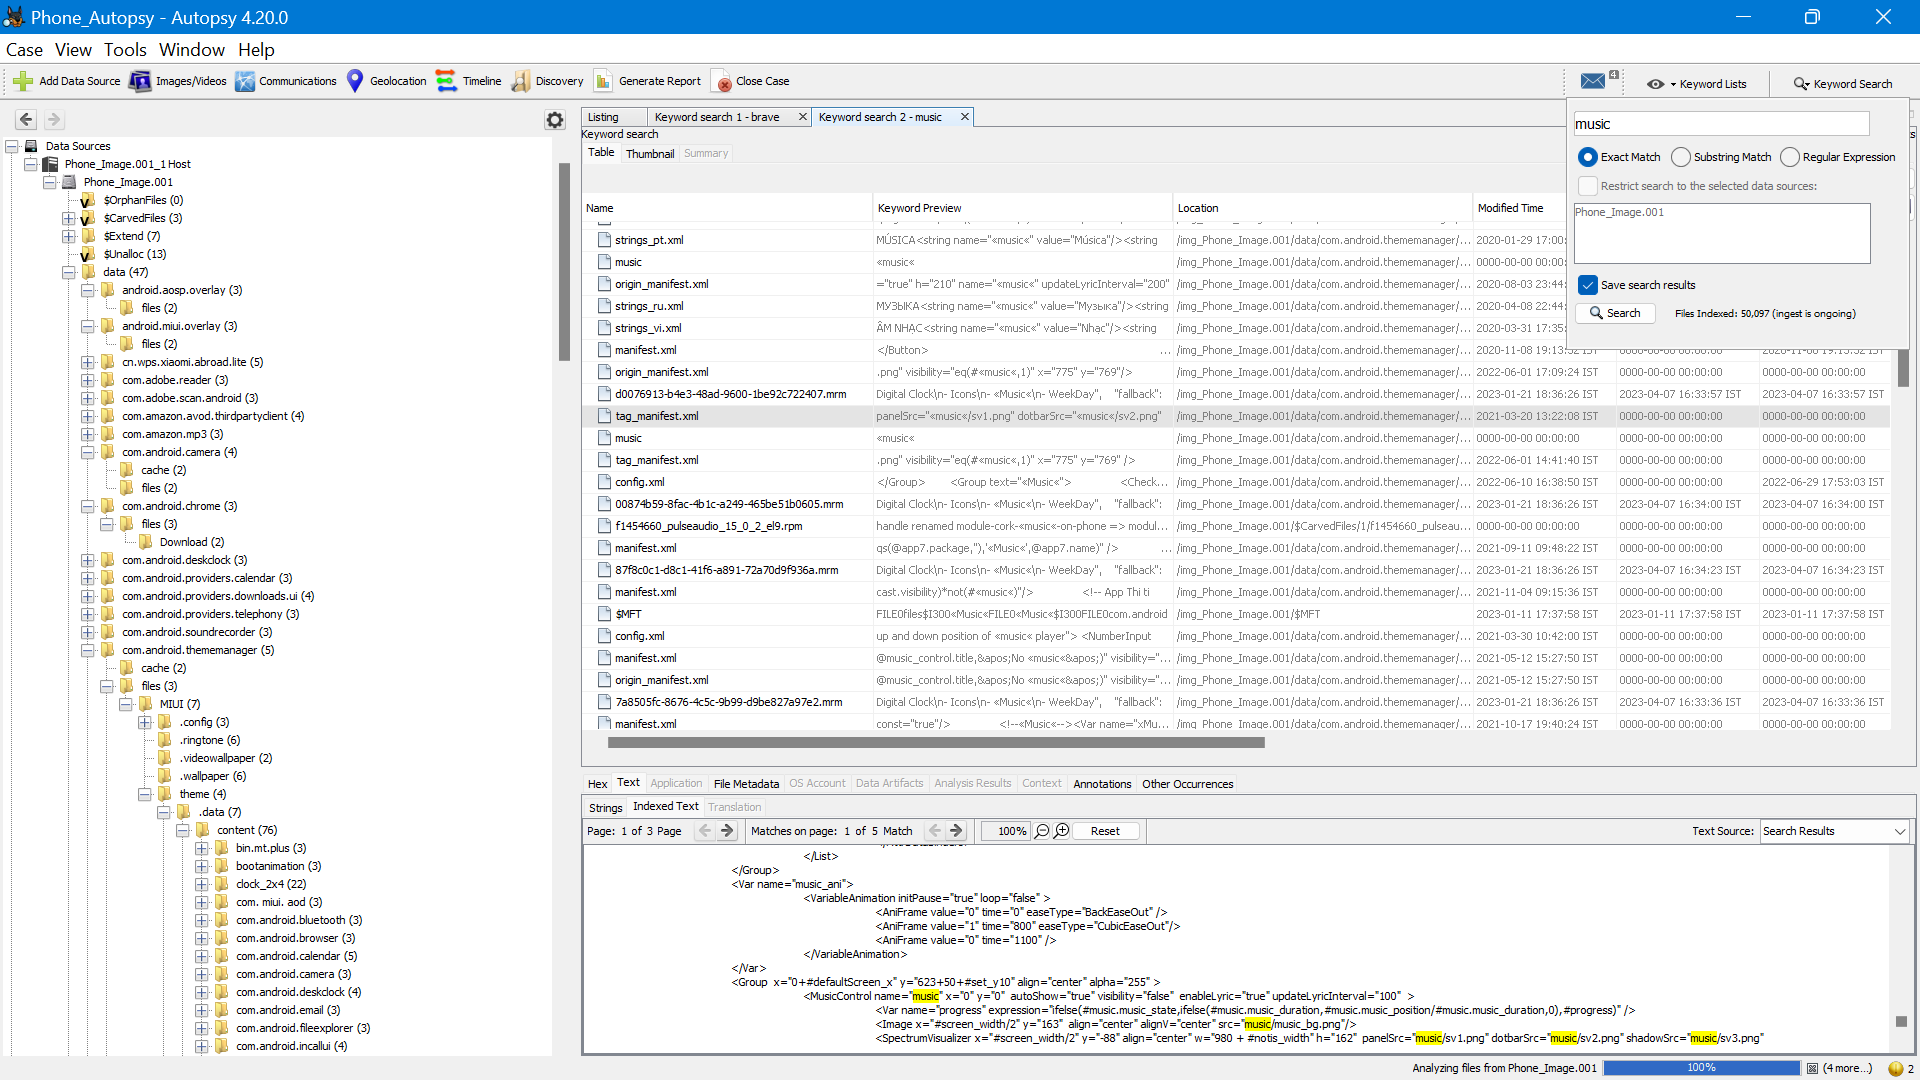 Phone_Autopsy - Autopsy 4.20.0
Case View Tools Window Help
Add Data Source Images/Videos Communications Geolocation Timeline Discovery Generate Report Close Case 4 Keyword Lists Keyword Search
Listing Keyword search 1 - brave Keyword search 2 - music
Keyword search
Table Thumbnail Summary
music
Exact Match Substring Match Regular Expression
Restrict search to the selected data sources:
Phone_Image.001
Save search results
Search Files Indexed: 50,097 (ingest is ongoing)
Data Sources
Phone_Image.001_1 Host
Phone_Image.001
$OrphanFiles (0)
$CarvedFiles (3)
$Extend (7)
$Unalloc (13)
data (47)
android.aosp.overlay (3)
files (2)
android.miui.overlay (3)
files (2)
cn.wps.xiaomi.abroad.lite (5)
com.adobe.reader (3)
com.adobe.scan.android (3)
com.amazon.avod.thirdpartyclient (4)
com.amazon.mp3 (3)
com.android.camera (4)
cache (2)
files (2)
com.android.chrome (3)
files (3)
Download (2)
com.android.deskclock (3)
com.android.providers.calendar (3)
com.android.providers.downloads.ui (4)
com.android.providers.telephony (3)
com.android.soundrecorder (3)
com.android.thememanager (5)
cache (2)
files (3)
MIUI (7)
.config (3)
.ringtone (6)
.videowallpaper (2)
.wallpaper (6)
theme (4)
.data (7)
content (76)
bin.mt.plus (3)
bootanimation (3)
clock_2x4 (22)
com. miui. aod (3)
com.android.bluetooth (3)
com.android.browser (3)
com.android.calendar (5)
com.android.camera (3)
com.android.deskclock (4)
com.android.email (3)
com.android.fileexplorer (3)
com.android.incallui (4)
Name Keyword Preview Location Modified Time
strings_pt.xml MÚSICA<string name="«music«" value="Música"/><string /img_Phone_Image.001/data/com.android.thememanager/... 2020-01-29 17:00:
music «music« /img_Phone_Image.001/data/com.android.thememanager/... 0000-00-00 00:00:
origin_manifest.xml ="true" h="210" name="«music«" updateLyricInterval="200" /img_Phone_Image.001/data/com.android.thememanager/... 2020-08-03 23:44:
strings_ru.xml МУЗЫКА<string name="«music«" value="Музыка"/><string /img_Phone_Image.001/data/com.android.thememanager/... 2020-04-08 22:44:
strings_vi.xml ÂM NHẠC<string name="«music«" value="Nhạc"/><string /img_Phone_Image.001/data/com.android.thememanager/... 2020-03-31 17:35:
manifest.xml </Button> ... /img_Phone_Image.001/data/com.android.thememanager/... 2020-11-08 19:13:52 IST 0000-00-00 00:00:00 2020-11-08 19:13:52 IST
origin_manifest.xml .png" visibility="eq(#«music«,1)" x="775" y="769"/> /img_Phone_Image.001/data/com.android.thememanager/... 2022-06-01 17:09:24 IST 0000-00-00 00:00:00 0000-00-00 00:00:00
d0076913-b4e3-48ad-9600-1be92c722407.mrm Digital Clock\n- Icons\n- «Music«\n- WeekDay", "fallback": /img_Phone_Image.001/data/com.android.thememanager/... 2023-01-21 18:36:26 IST 2023-04-07 16:33:57 IST 2023-04-07 16:33:57 IST
tag_manifest.xml panelSrc="«music«/sv1.png" dotbarSrc="«music«/sv2.png" /img_Phone_Image.001/data/com.android.thememanager/... 2021-03-20 13:22:08 IST 0000-00-00 00:00:00 0000-00-00 00:00:00
music «music« /img_Phone_Image.001/data/com.android.thememanager/... 0000-00-00 00:00:00 0000-00-00 00:00:00 0000-00-00 00:00:00
tag_manifest.xml .png" visibility="eq(#«music«,1)" x="775" y="769" /> /img_Phone_Image.001/data/com.android.thememanager/... 2022-06-01 14:41:40 IST 0000-00-00 00:00:00 0000-00-00 00:00:00
config.xml </Group> <Group text="«Music«"> <Check... /img_Phone_Image.001/data/com.android.thememanager/... 2022-06-10 16:38:50 IST 0000-00-00 00:00:00 2022-06-29 17:53:03 IST
00874b59-8fac-4b1c-a249-465be51b0605.mrm Digital Clock\n- Icons\n- «Music«\n- WeekDay", "fallback": /img_Phone_Image.001/data/com.android.thememanager/... 2023-01-21 18:36:26 IST 2023-04-07 16:34:00 IST 2023-04-07 16:34:00 IST
f1454660_pulseaudio_15_0_2_el9.rpm handle renamed module-cork-«music«-on-phone => modul... /img_Phone_Image.001/$CarvedFiles/1/f1454660_pulseau... 0000-00-00 00:00:00 0000-00-00 00:00:00 0000-00-00 00:00:00
manifest.xml qs(@app7.package,''),'«Music«',@app7.name)" /> ... /img_Phone_Image.001/data/com.android.thememanager/... 2021-09-11 09:48:22 IST 0000-00-00 00:00:00 0000-00-00 00:00:00
87f8c0c1-d8c1-41f6-a891-72a70d9f936a.mrm Digital Clock\n- Icons\n- «Music«\n- WeekDay", "fallback": /img_Phone_Image.001/data/com.android.thememanager/... 2023-01-21 18:36:26 IST 2023-04-07 16:34:23 IST 2023-04-07 16:34:23 IST
manifest.xml cast.visibility)*not(#«music«)"/> <!-- App Thi ti /img_Phone_Image.001/data/com.android.thememanager/... 2021-11-04 09:15:36 IST 0000-00-00 00:00:00 0000-00-00 00:00:00
$MFT FILE0files$I300«Music«FILE0«Music«$I300FILE0com.android /img_Phone_Image.001/$MFT 2023-01-11 17:37:58 IST 2023-01-11 17:37:58 IST 2023-01-11 17:37:58 IST
config.xml up and down position of «music« player"> <NumberInput /img_Phone_Image.001/data/com.android.thememanager/... 2021-03-30 10:42:00 IST 0000-00-00 00:00:00 0000-00-00 00:00:00
manifest.xml @music_control.title,&apos;No «music«&apos;)" visibility="... /img_Phone_Image.001/data/com.android.thememanager/... 2021-05-12 15:27:50 IST 0000-00-00 00:00:00 0000-00-00 00:00:00
origin_manifest.xml @music_control.title,&apos;No «music«&apos;)" visibility="... /img_Phone_Image.001/data/com.android.thememanager/... 2021-05-12 15:27:50 IST 0000-00-00 00:00:00 0000-00-00 00:00:00
7a8505fc-8676-4c5c-9b99-d9be827a97e2.mrm Digital Clock\n- Icons\n- «Music«\n- WeekDay", "fallback": /img_Phone_Image.001/data/com.android.thememanager/... 2023-01-21 18:36:26 IST 2023-04-07 16:33:36 IST 2023-04-07 16:33:36 IST
manifest.xml const="true"/> <!--«Music«--><Var name="xMu... /img_Phone_Image.001/data/com.android.thememanager/... 2021-10-17 19:40:24 IST 0000-00-00 00:00:00 0000-00-00 00:00:00
Hex Text Application File Metadata OS Account Data Artifacts Analysis Results Context Annotations Other Occurrences
Strings Indexed Text Translation
Page: 1 of 3 Page Matches on page: 1 of 5 Match 100% Reset Text Source: Search Results
</List>
</Group>
<Var name="music_ani">
<VariableAnimation initPause="true" loop="false" >
<AniFrame value="0" time="0" easeType="BackEaseOut" />
<AniFrame value="1" time="800" easeType="CubicEaseOut"/>
<AniFrame value="0" time="1100" />
</VariableAnimation>
</Var>
<Group x="0+#defaultScreen_x" y="623+50+#set_y10" align="center" alpha="255" >
<MusicControl name="music" x="0" y="0" autoShow="true" visibility="false" enableLyric="true" updateLyricInterval="100" >
<Var name="progress" expression="ifelse(#music.music_state,ifelse(#music.music_duration,#music.music_position/#music.music_duration,0),#progress)" />
<Image x="#screen_width/2" y="163" align="center" alignV="center" src="music/music_bg.png"/>
<SpectrumVisualizer x="#screen_width/2" y="-88" align="center" w="980 + #notis_width" h="162" panelSrc="music/sv1.png" dotbarSrc="music/sv2.png" shadowSrc="music/sv3.png"
Analyzing files from Phone_Image.001 100% (4 more...) 2